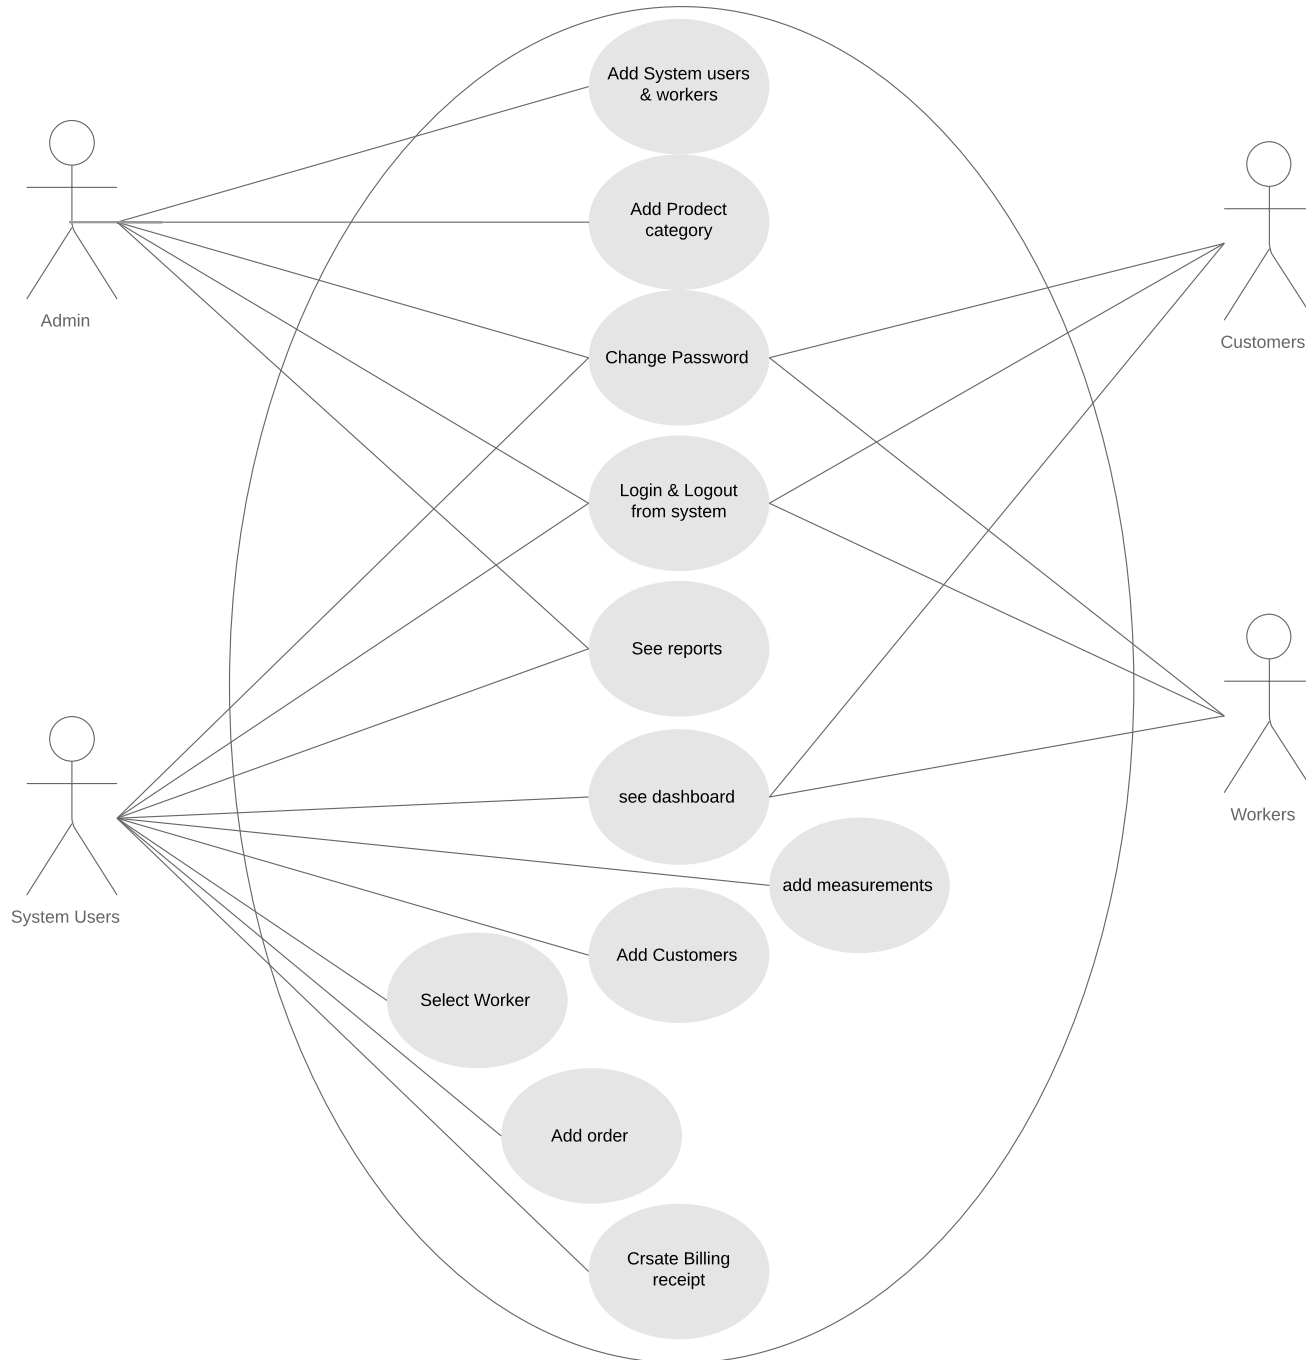 Add System users
& workers
Add Prodect
category
Admin
Customers
Change Password
Login & Logout
from system
See reports
see dashboard
Workers
add measurements
System Users
Add Customers
Select Worker
Add order
Crsate Billing
receipt